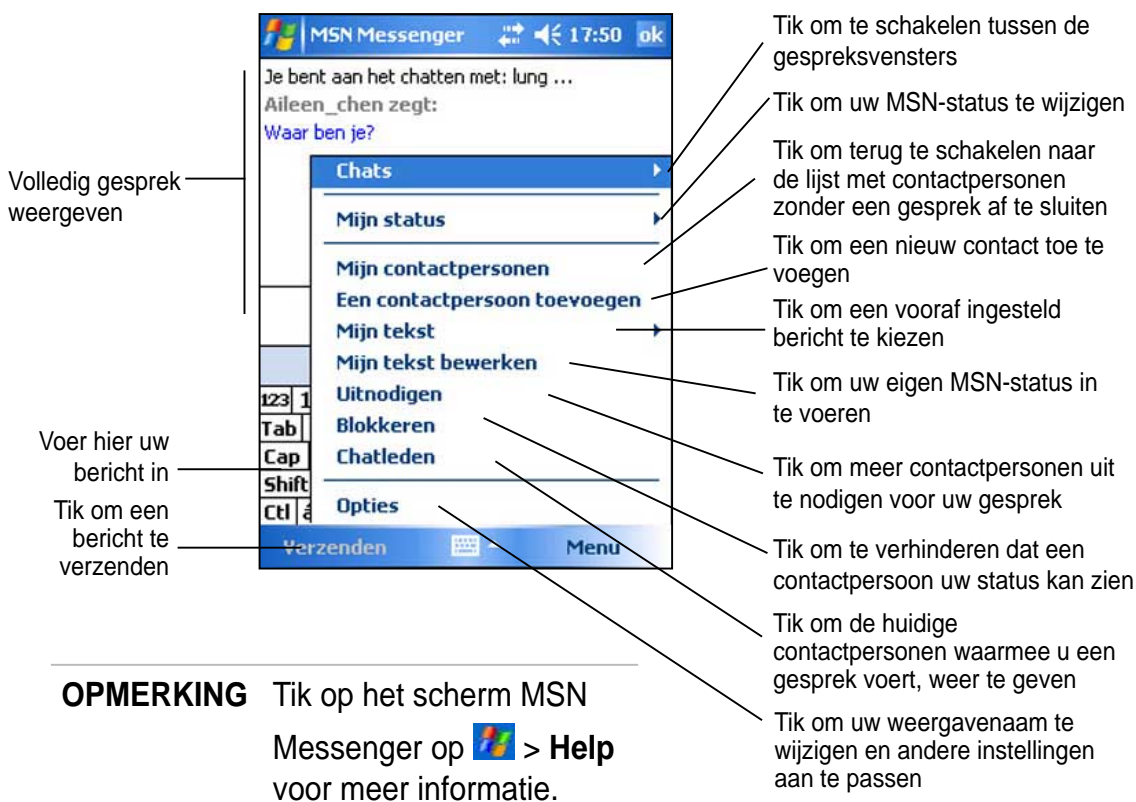 MSN Messenger 17:50 ok
Je bent aan het chatten met: lung ...
Aileen_chen zegt:
Waar ben je?
Chats
Mijn status
Mijn contactpersonen
Een contactpersoon toevoegen
Mijn tekst
Mijn tekst bewerken
Uitnodigen
Blokkeren
Chatleden
Opties
123 1
Tab
Cap
Shift
Ctl á
Verzenden Menu
Volledig gesprek
weergeven
Voer hier uw
bericht in
Tik om een
bericht te
verzenden
Tik om te schakelen tussen de
gespreksvensters
Tik om uw MSN-status te wijzigen
Tik om terug te schakelen naar
de lijst met contactpersonen
zonder een gesprek af te sluiten
Tik om een nieuw contact toe te
voegen
Tik om een vooraf ingesteld
bericht te kiezen
Tik om uw eigen MSN-status in
te voeren
Tik om meer contactpersonen uit
te nodigen voor uw gesprek
Tik om te verhinderen dat een
contactpersoon uw status kan zien
Tik om de huidige
contactpersonen waarmee u een
gesprek voert, weer te geven
Tik om uw weergavenaam te
wijzigen en andere instellingen
aan te passen
OPMERKING Tik op het scherm MSN
Messenger op > Help
voor meer informatie.